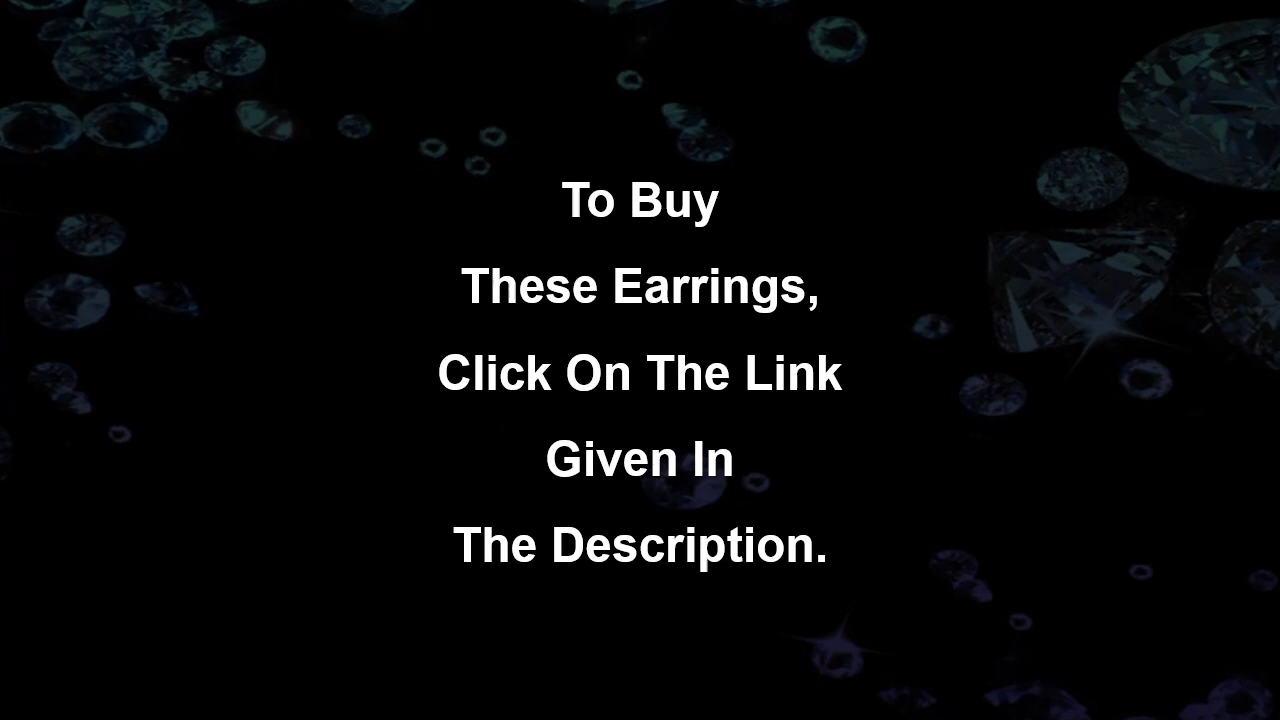 To Buy
These Earrings,
Click On The Link
Given In
The Description.